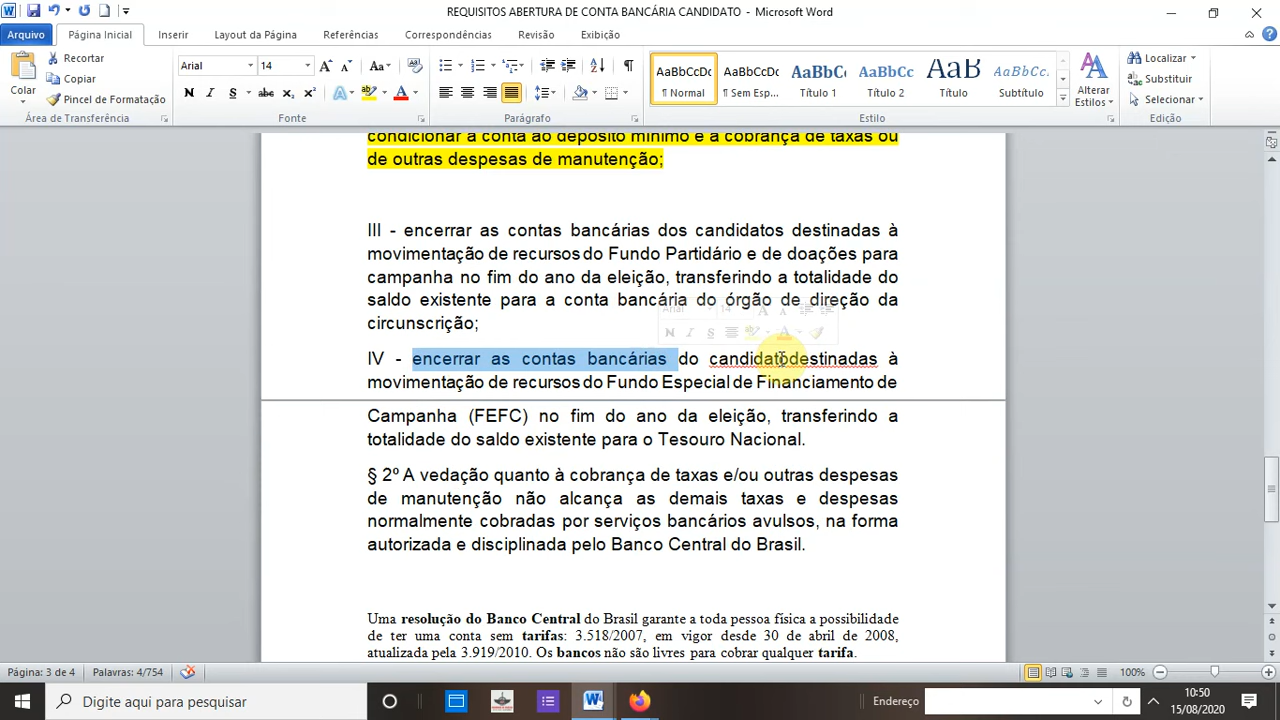 REQUISITOS ABERTURA DE CONTA BANCÁRIA CANDIDATO - Microsoft Word
Arquivo Página Inicial Inserir Layout da Página Referências Correspondências Revisão Exibição
Colar
Recortar
Copiar
Pincel de Formatação
Área de Transferência
Arial 14
Fonte
Parágrafo
AaBbCcDc AaBbCcDc AaBbC AaBbCc AaB AaBbCc.
¶ Normal ¶ Sem Esp... Título 1 Título 2 Título Subtítulo
Alterar
Estilos
Estilo
Localizar
Substituir
Selecionar
Edição
condicionar a conta ao depósito mínimo e à cobrança de taxas ou
de outras despesas de manutenção;
III - encerrar as contas bancárias dos candidatos destinadas à
movimentação de recursos do Fundo Partidário e de doações para
campanha no fim do ano da eleição, transferindo a totalidade do
saldo existente para a conta bancária do órgão de direção da
circunscrição;
Arial 14
IV - encerrar as contas bancárias do candidatodestinadas à
movimentação de recursos do Fundo Especial de Financiamento de
Campanha (FEFC) no fim do ano da eleição, transferindo a
totalidade do saldo existente para o Tesouro Nacional.
§ 2º A vedação quanto à cobrança de taxas e/ou outras despesas
de manutenção não alcança as demais taxas e despesas
normalmente cobradas por serviços bancários avulsos, na forma
autorizada e disciplinada pelo Banco Central do Brasil.
Uma resolução do Banco Central do Brasil garante a toda pessoa física a possibilidade
de ter uma conta sem tarifas: 3.518/2007, em vigor desde 30 de abril de 2008,
atualizada pela 3.919/2010. Os bancos não são livres para cobrar qualquer tarifa.
Página: 3 de 4 Palavras: 4/754 100%
Digite aqui para pesquisar
Endereço
10:50
15/08/2020